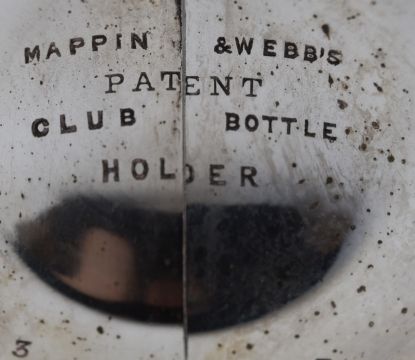 MAPPIN & WEBB'S
PATENT
CLUB BOTTLE
HOLDER
3